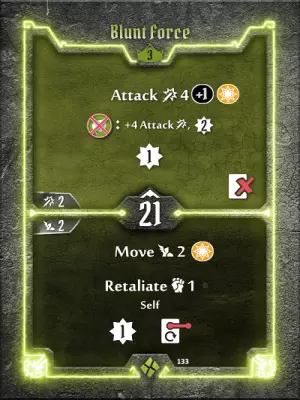 Blunt Force
3
Attack 4 +1
: +4 Attack , 2
1
2
21
2
Move 2
Retaliate 1
Self
1
133